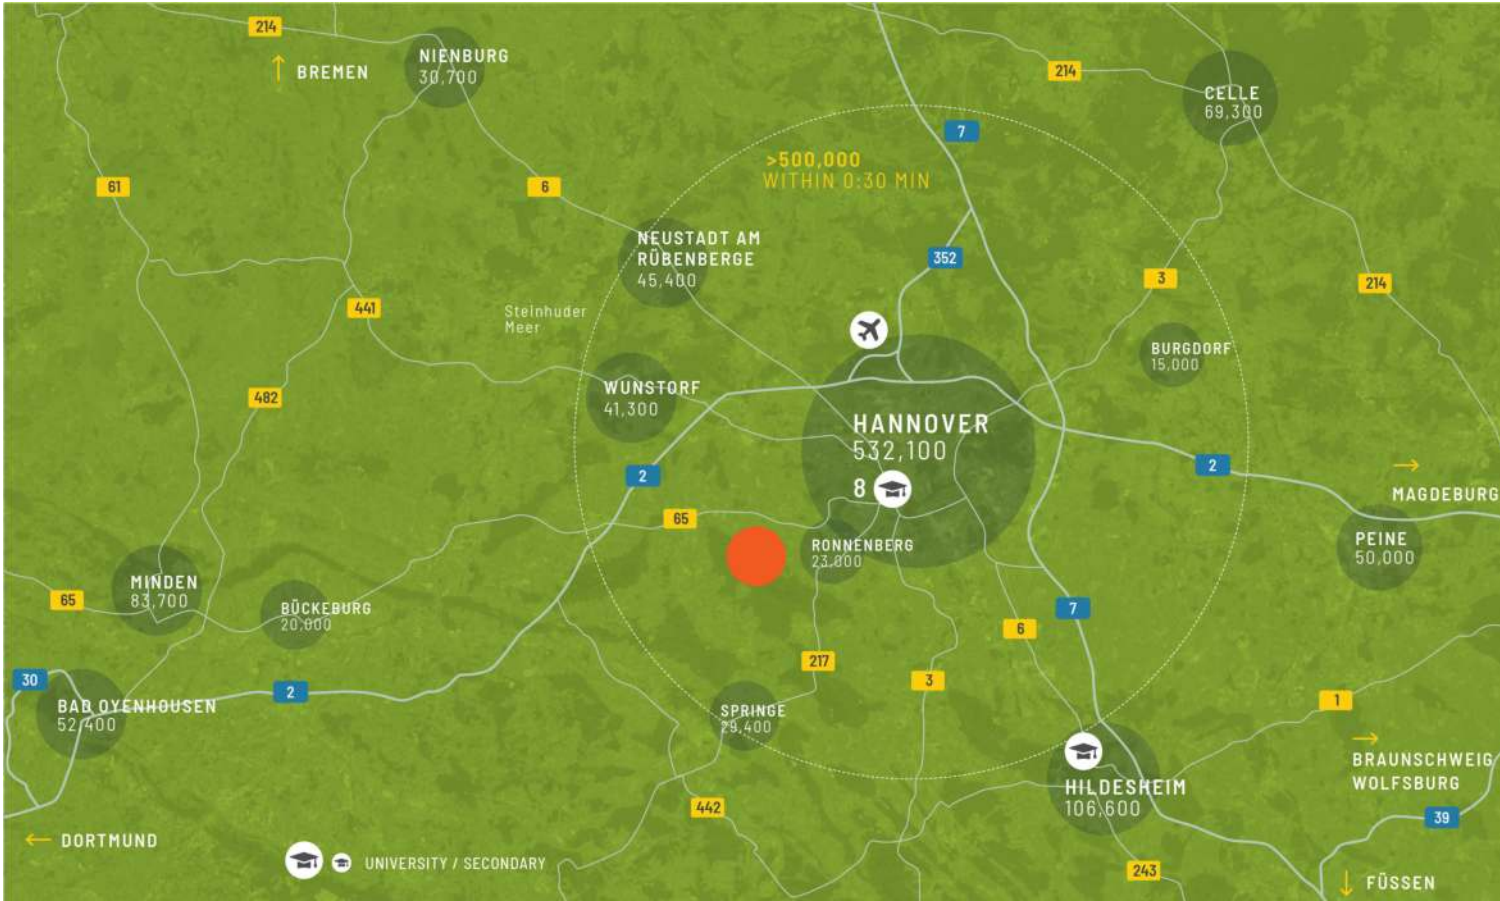 214
NIENBURG
30,700
BREMEN
214
CELLE
69,300
7
>500,000
WITHIN 0:30 MIN
61
6
NEUSTADT AM
RÜBENBERGE
45,400
352
3
214
441
Steinhuder
Meer
BURGDORF
15,000
482
WUNSTORF
41,300
HANNOVER
532,100
8
2
2
MAGDEBURG
65
RONNENBERG
23,000
PEINE
50,000
MINDEN
83,700
65
BÜCKEBURG
20,000
7
6
217
3
30
2
BAD OYENHOUSEN
52,400
SPRINGE
29,400
1
BRAUNSCHWEIG
WOLFSBURG
HILDESHEIM
106,600
442
39
DORTMUND
UNIVERSITY / SECONDARY
243
FÜSSEN